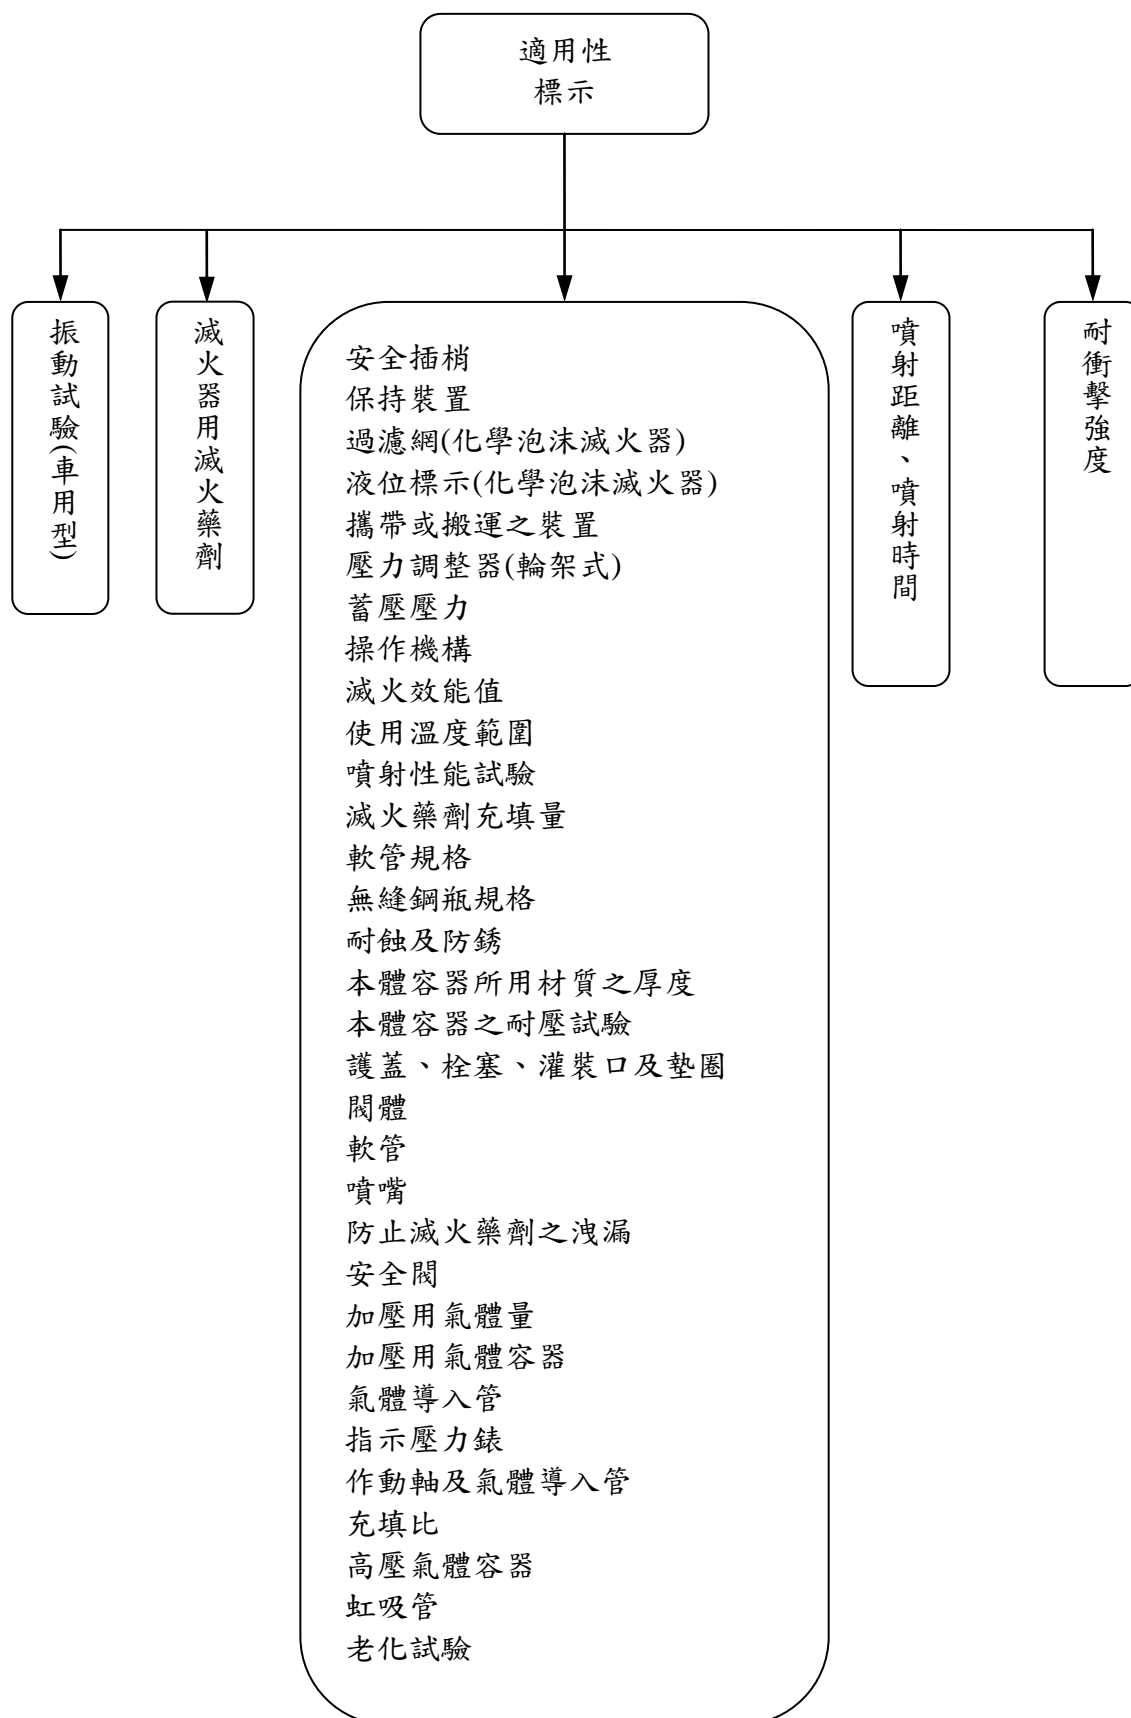 適用性
標示
振動試驗(車用型)
滅火器用滅火藥劑
安全插梢
保持裝置
過濾網(化學泡沫滅火器)
液位標示(化學泡沫滅火器)
攜帶或搬運之裝置
壓力調整器(輪架式)
蓄壓壓力
操作機構
滅火效能值
使用溫度範圍
噴射性能試驗
滅火藥劑充填量
軟管規格
無縫鋼瓶規格
耐蝕及防銹
本體容器所用材質之厚度
本體容器之耐壓試驗
護蓋、栓塞、灌裝口及墊圈
閥體
軟管
噴嘴
防止滅火藥劑之洩漏
安全閥
加壓用氣體量
加壓用氣體容器
氣體導入管
指示壓力錶
作動軸及氣體導入管
充填比
高壓氣體容器
虹吸管
老化試驗
噴射距離、噴射時間
耐衝擊強度